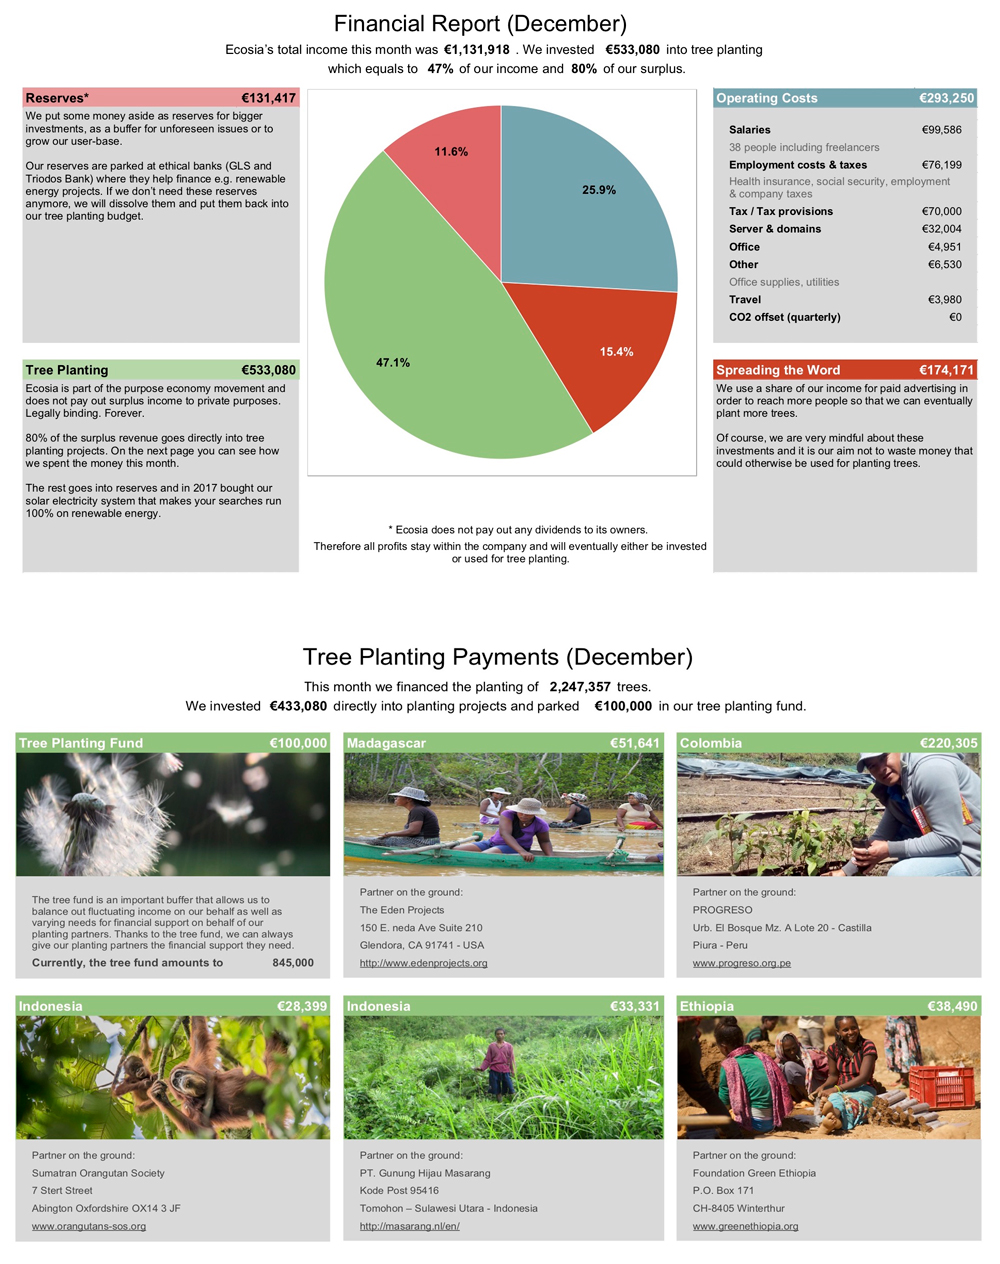 Financial Report (December)
Ecosia's total income this month was €1,131,918 . We invested €533,080 into tree planting
which equals to 47% of our income and 80% of our surplus.
Reserves* €131,417
We put some money aside as reserves for bigger
investments, as a buffer for unforeseen issues or to
grow our user-base.
Our reserves are parked at ethical banks (GLS and
Triodos Bank) where they help finance e.g. renewable
energy projects. If we don't need these reserves
anymore, we will dissolve them and put them back into
our tree planting budget.
11.6%
25.9%
47.1%
15.4%
Operating Costs €293,250
Salaries €99,586
38 people including freelancers
Employment costs & taxes €76,199
Health insurance, social security, employment
& company taxes
Tax / Tax provisions €70,000
Server & domains €32,004
Office €4,951
Other €6,530
Office supplies, utilities
Travel €3,980
CO2 offset (quarterly) €0
Tree Planting €533,080
Ecosia is part of the purpose economy movement and
does not pay out surplus income to private purposes.
Legally binding. Forever.
80% of the surplus revenue goes directly into tree
planting projects. On the next page you can see how
we spent the money this month.
The rest goes into reserves and in 2017 bought our
solar electricity system that makes your searches run
100% on renewable energy.
Spreading the Word €174,171
We use a share of our income for paid advertising in
order to reach more people so that we can eventually
plant more trees.
Of course, we are very mindful about these
investments and it is our aim not to waste money that
could otherwise be used for planting trees.
* Ecosia does not pay out any dividends to its owners.
Therefore all profits stay within the company and will eventually either be invested
or used for tree planting.
Tree Planting Payments (December)
This month we financed the planting of 2,247,357 trees.
We invested €433,080 directly into planting projects and parked €100,000 in our tree planting fund.
Tree Planting Fund €100,000
The tree fund is an important buffer that allows us to
balance out fluctuating income on our behalf as well as
varying needs for financial support on behalf of our
planting partners. Thanks to the tree fund, we can always
give our planting partners the financial support they need.
Currently, the tree fund amounts to 845,000
Madagascar €51,641
Partner on the ground:
The Eden Projects
150 E. neda Ave Suite 210
Glendora, CA 91741 - USA
http://www.edenprojects.org
Colombia €220,305
Partner on the ground:
PROGRESO
Urb. El Bosque Mz. A Lote 20 - Castilla
Piura - Peru
www.progreso.org.pe
Indonesia €28,399
Partner on the ground:
Sumatran Orangutan Society
7 Stert Street
Abington Oxfordshire OX14 3 JF
www.orangutans-sos.org
Indonesia €33,331
Partner on the ground:
PT. Gunung Hijau Masarang
Kode Post 95416
Tomohon – Sulawesi Utara - Indonesia
http://masarang.nl/en/
Ethiopia €38,490
Partner on the ground:
Foundation Green Ethiopia
P.O. Box 171
CH-8405 Winterthur
www.greenethiopia.org